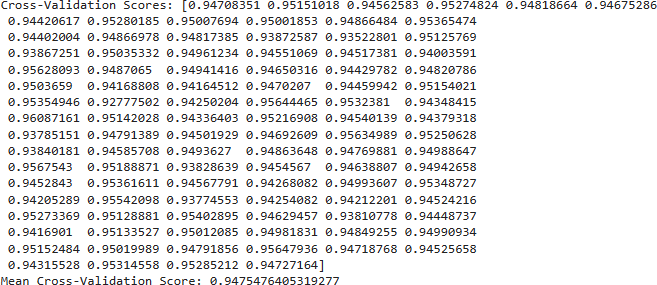 Cross-Validation Scores: [0.94708351 0.95151018 0.94562583 0.95274824 0.94818664 0.94675286
0.94420617 0.95280185 0.95007694 0.95001853 0.94866484 0.95365474
0.94402004 0.94866978 0.94817385 0.93872587 0.93522801 0.95125769
0.93867251 0.95035332 0.94961234 0.94551069 0.94517381 0.94003591
0.95628093 0.9487065  0.94941416 0.94650316 0.94429782 0.94820786
0.9503659  0.94168808 0.94164512 0.9470207  0.94459942 0.95154021
0.95354946 0.92777502 0.94250204 0.95644465 0.9532381  0.94348415
0.96087161 0.95142028 0.94336403 0.95216908 0.94540139 0.94379318
0.93785151 0.94791389 0.94501929 0.94692609 0.95634989 0.95250628
0.93840181 0.94585708 0.9493627  0.94863648 0.94769881 0.94988647
0.9567543  0.95188871 0.93828639 0.9454567  0.94638807 0.94942658
0.9452843  0.95361611 0.94567791 0.94268082 0.94993607 0.95348727
0.94205289 0.95542098 0.93774553 0.94254082 0.94212201 0.94524216
0.95273369 0.95128881 0.95402895 0.94629457 0.93810778 0.94448737
0.9416901  0.95133527 0.95012085 0.94981831 0.94849255 0.94990934
0.95152484 0.95019989 0.94791856 0.95647936 0.94718768 0.94525658
0.94315528 0.95314558 0.95285212 0.94727164]
Mean Cross-Validation Score: 0.9475476405319277